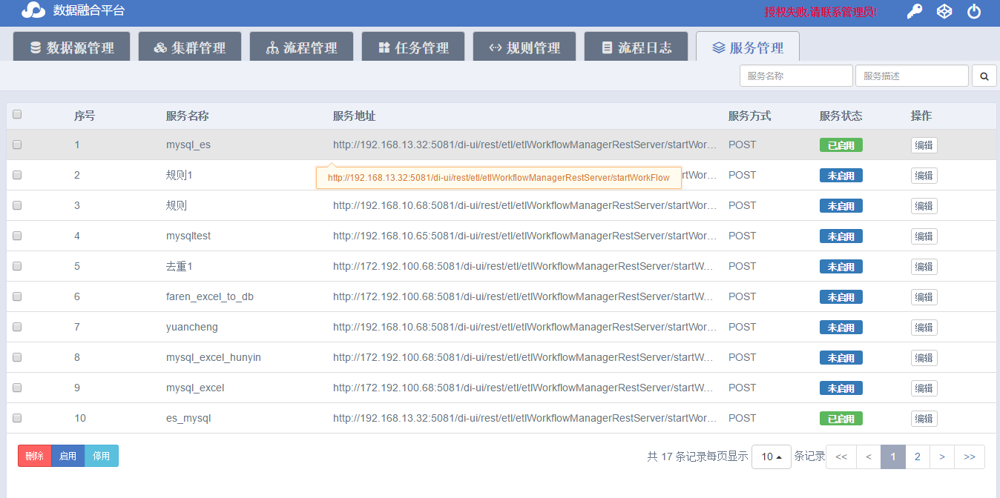 数据融合平台 授权失败,请联系管理员!
数据源管理 集群管理 流程管理 任务管理 规则管理 流程日志 服务管理
服务名称 服务描述
序号 服务名称 服务地址 服务方式 服务状态 操作
1 mysql_es http://192.168.13.32:5081/di-ui/rest/etl/etlWorkflowManagerRestServer/startWor... POST 已启用 编辑
http://192.168.13.32:5081/di-ui/rest/etl/etlWorkflowManagerRestServer/startWorkFlow
2 规则1 rtWor... POST 未启用 编辑
3 规则 http://192.168.10.68:5081/di-ui/rest/etl/etlWorkflowManagerRestServer/startWor... POST 未启用 编辑
4 mysqltest http://192.168.10.65:5081/di-ui/rest/etl/etlWorkflowManagerRestServer/startWor... POST 未启用 编辑
5 去重1 http://172.192.100.68:5081/di-ui/rest/etl/etlWorkflowManagerRestServer/startW... POST 未启用 编辑
6 faren_excel_to_db http://172.192.100.68:5081/di-ui/rest/etl/etlWorkflowManagerRestServer/startW... POST 未启用 编辑
7 yuancheng http://192.168.10.68:5081/di-ui/rest/etl/etlWorkflowManagerRestServer/startWor... POST 未启用 编辑
8 mysql_excel_hunyin http://172.192.100.68:5081/di-ui/rest/etl/etlWorkflowManagerRestServer/startW... POST 未启用 编辑
9 mysql_excel http://172.192.100.68:5081/di-ui/rest/etl/etlWorkflowManagerRestServer/startW... POST 未启用 编辑
10 es_mysql http://192.168.13.32:5081/di-ui/rest/etl/etlWorkflowManagerRestServer/startWor... POST 已启用 编辑
删除 启用 停用 共 17 条记录每页显示 10 条记录 << < 1 2 > >>